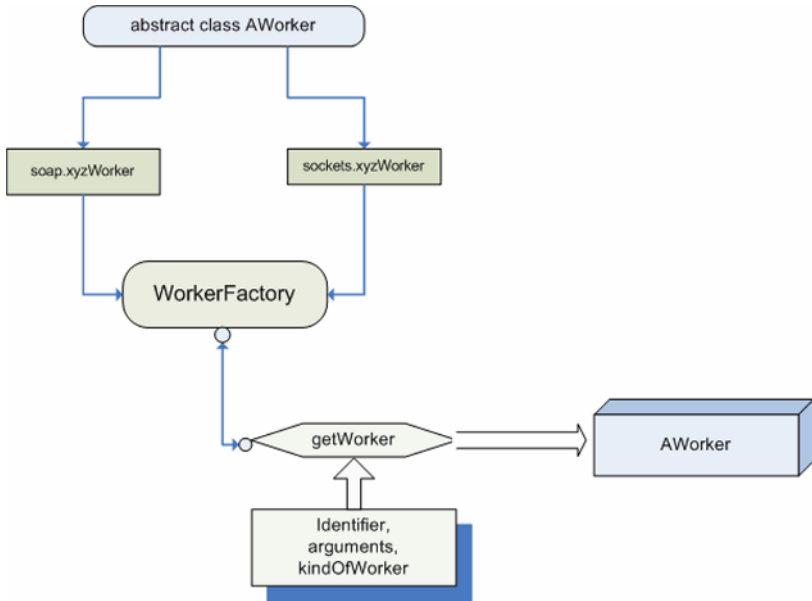 abstract class AWorker
soap.xyzWorker
sockets.xyzWorker
WorkerFactory
getWorker
AWorker
Identifier,
arguments,
kindOfWorker